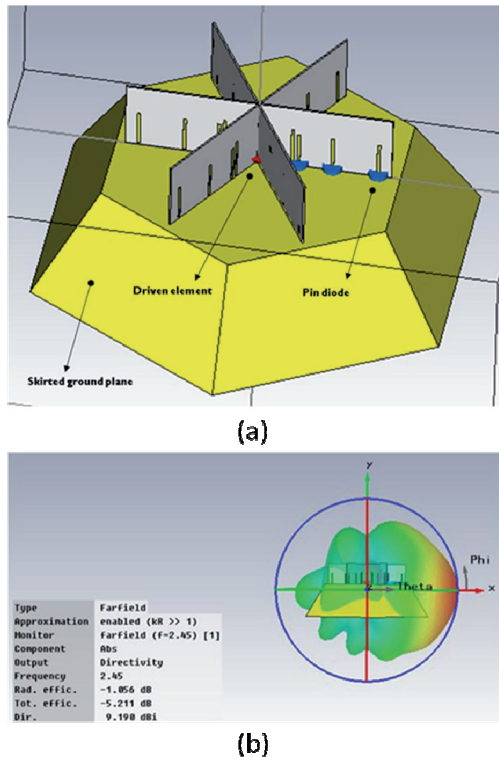 Driven element
Pin diode
Skirted ground plane
(a)
y
Phi
Theta
x
Type Farfield
Approximation enabled (kR >> 1)
Monitor farfield (f=2.45) [1]
Component Abs
Output Directivity
Frequency 2.45
Rad. effic. -1.056 dB
Tot. effic. -5.211 dB
Dir. 9.190 dBi
(b)